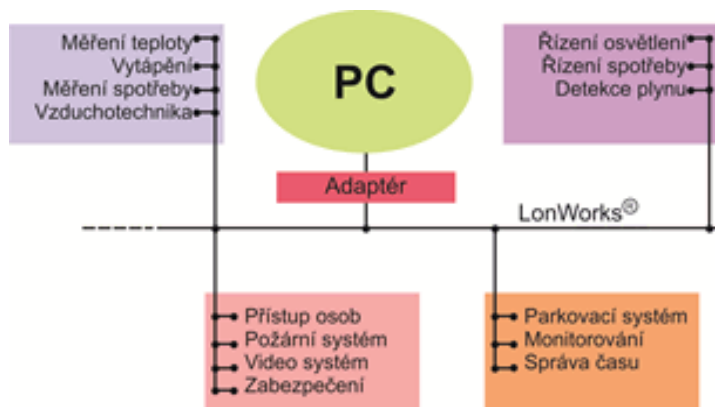 Měření teploty
Vytápění
Měření spotřeby
Vzduchotechnika
PC
Řízení osvětlení
Řízení spotřeby
Detekce plynu
Adaptér
LonWorks®
Přístup osob
Požární systém
Video systém
Zabezpečení
Parkovací systém
Monitorování
Správa času